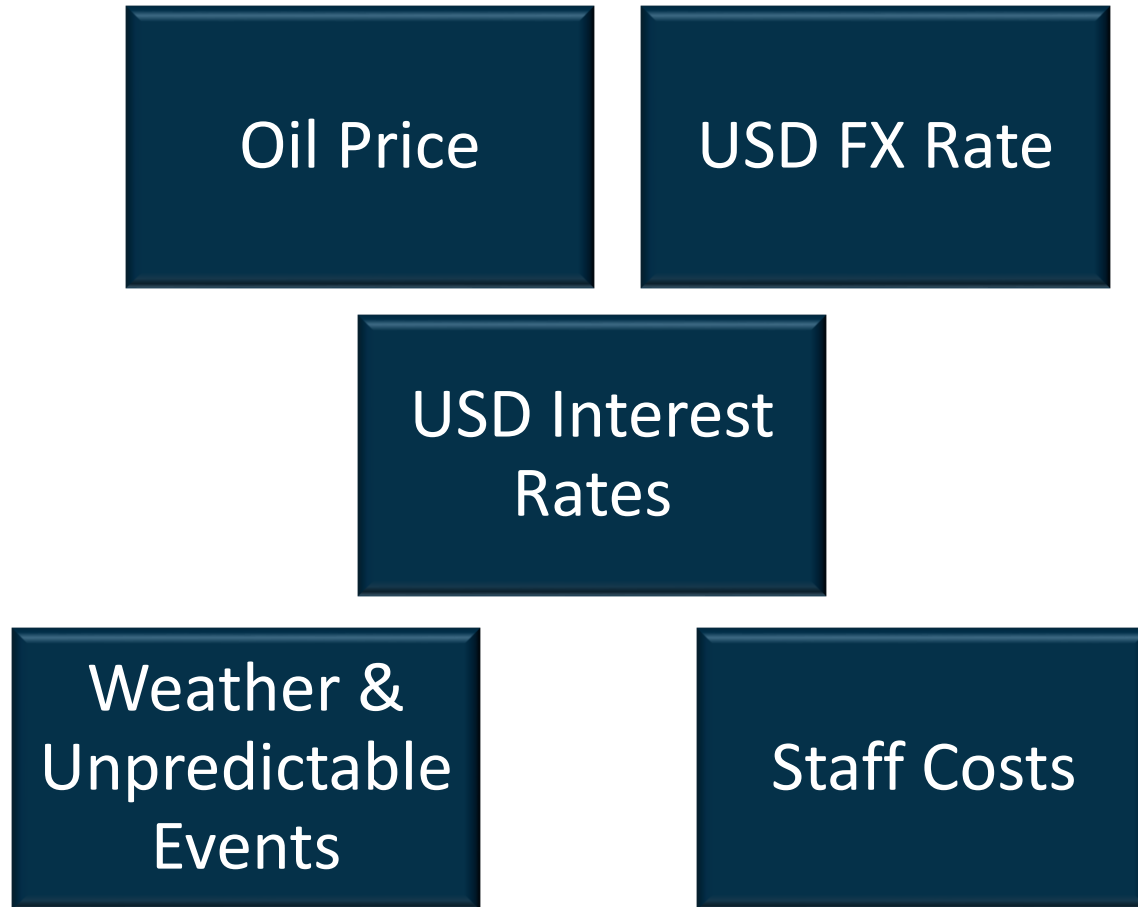 Oil Price
USD FX Rate
USD Interest
Rates
Weather &
Unpredictable
Events
Staff Costs